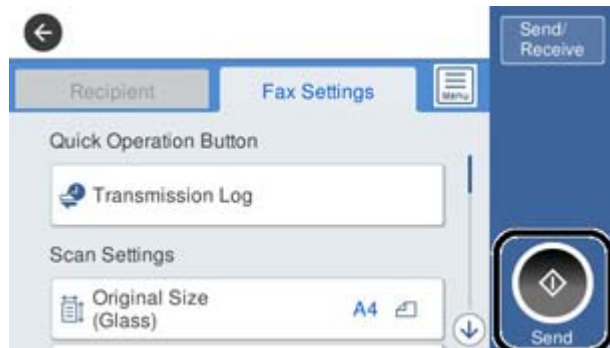 Send/
Receive
Recipient
Fax Settings
Menu
Quick Operation Button
Transmission Log
Scan Settings
Original Size
(Glass)
A4
Send